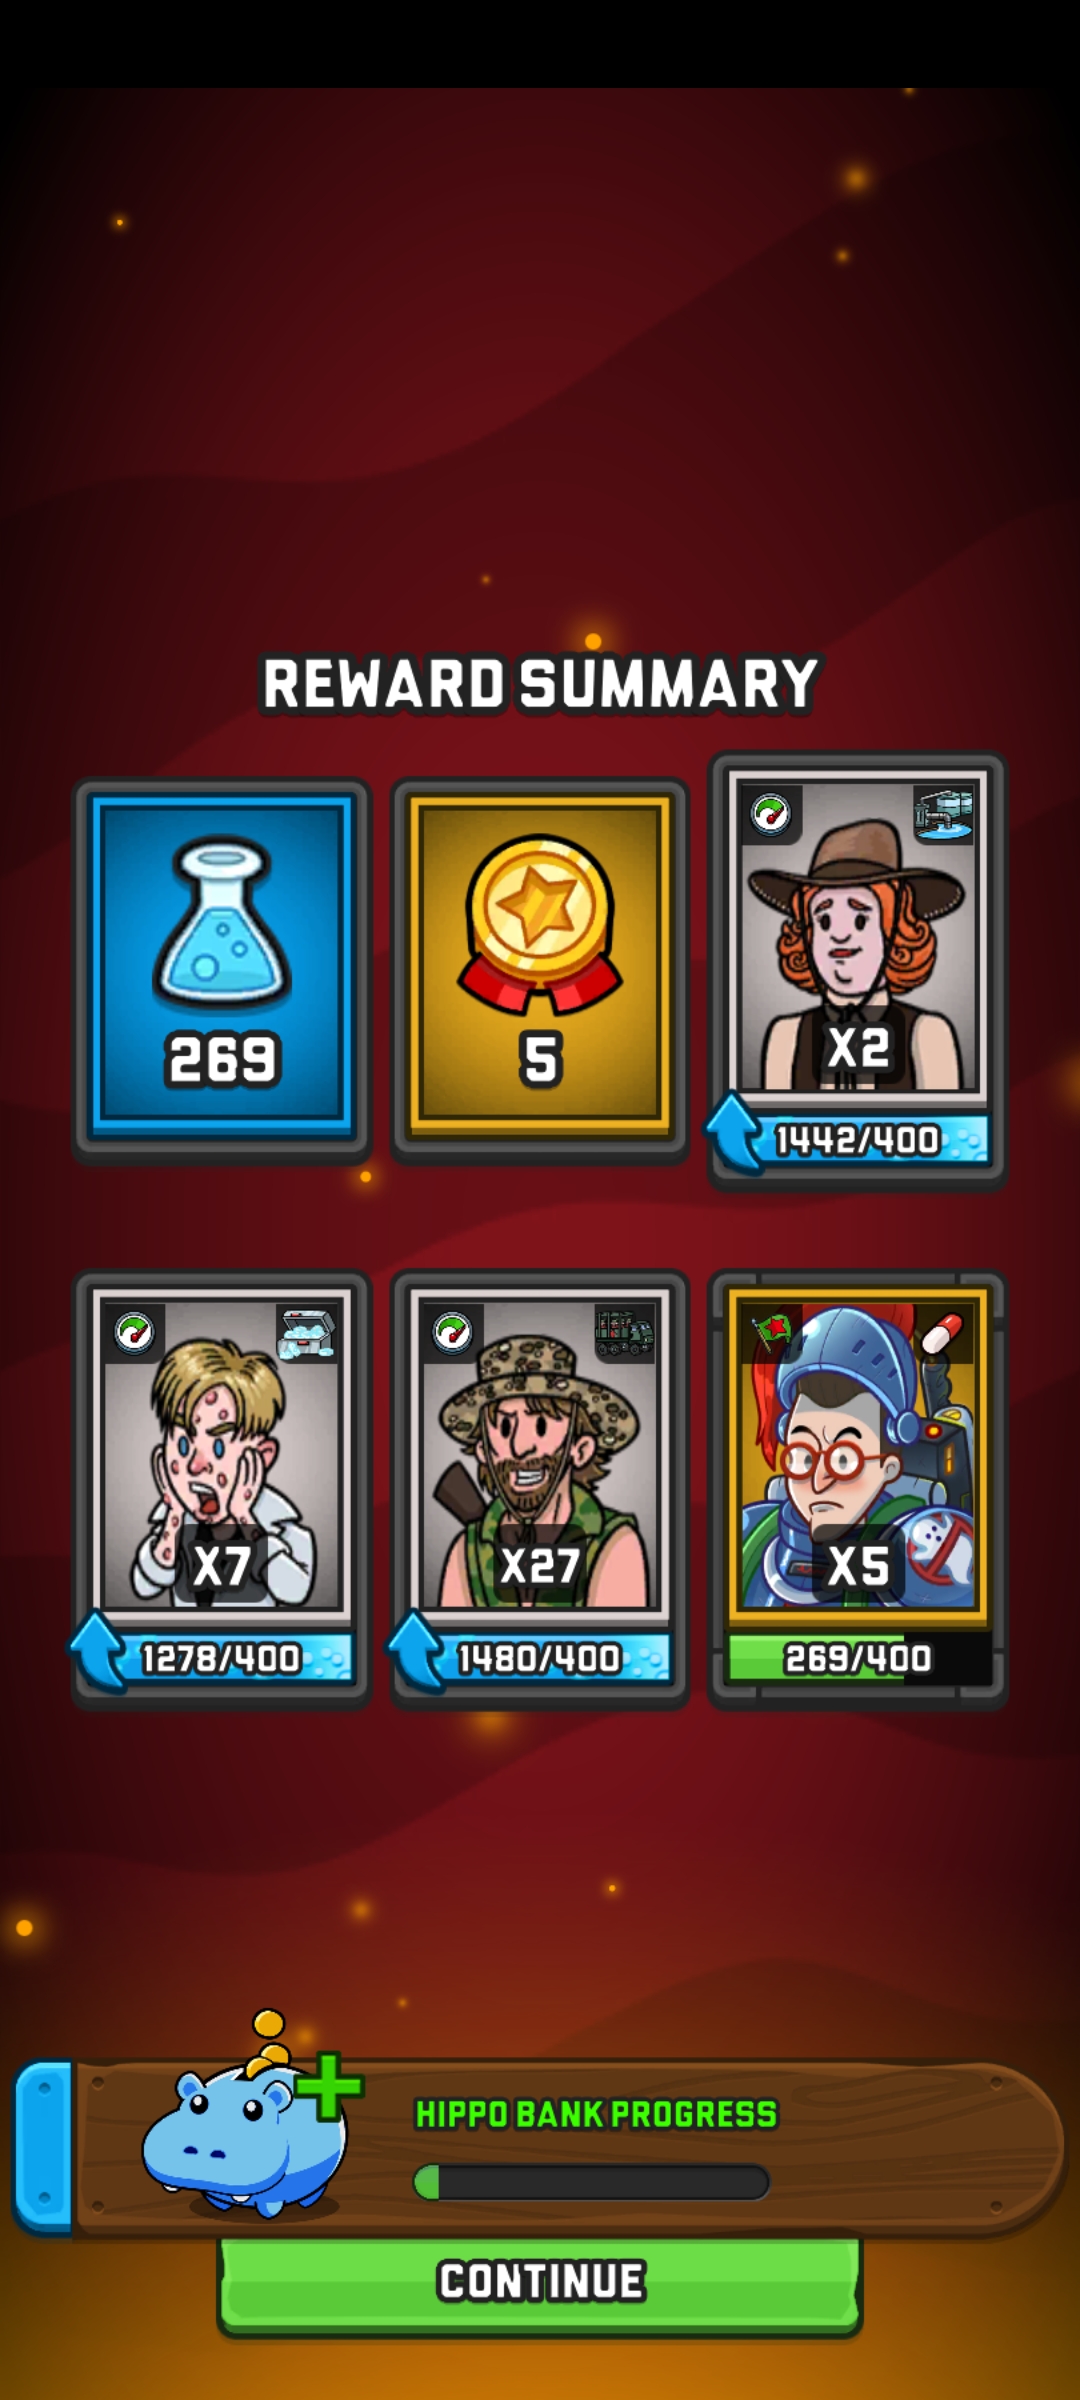 REWARD SUMMARY
269
5
X2
1442/400
X7
1278/400
X27
1480/400
X5
269/400
HIPPO BANK PROGRESS
CONTINUE